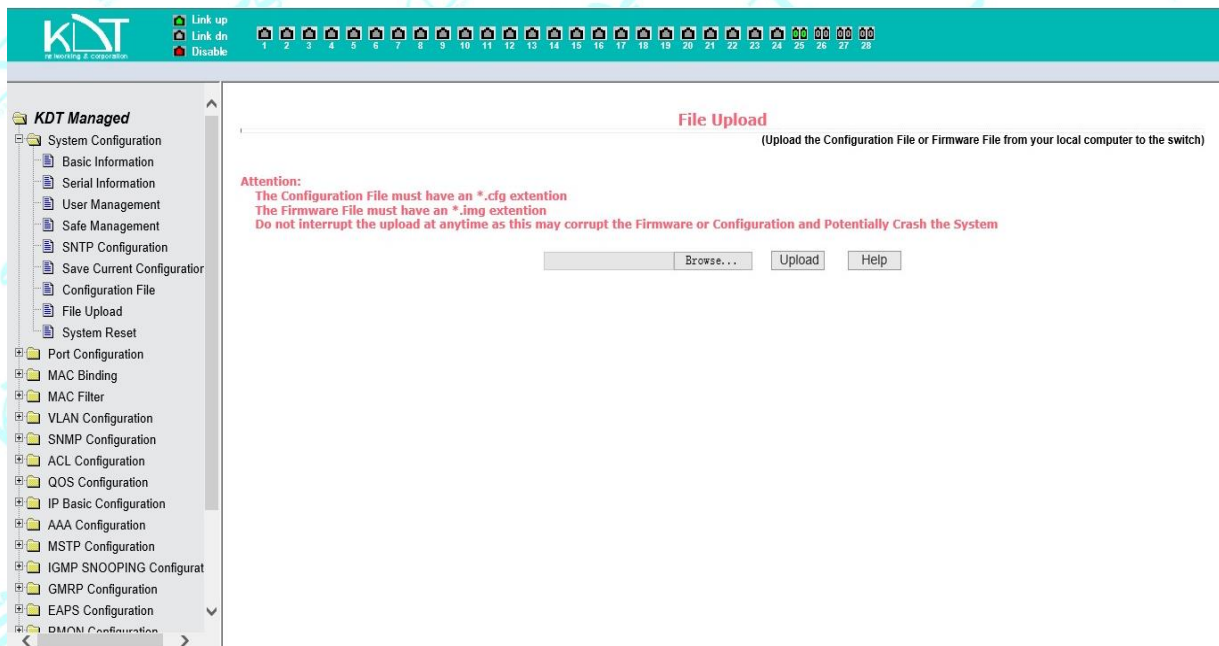 KDT
networking & corporation
Link up
Link dn
Disable
1 2 3 4 5 6 7 8 9 10 11 12 13 14 15 16 17 18 19 20 21 22 23 24 25 26 27 28
KDT Managed
System Configuration
Basic Information
Serial Information
User Management
Safe Management
SNTP Configuration
Save Current Configuration
Configuration File
File Upload
System Reset
Port Configuration
MAC Binding
MAC Filter
VLAN Configuration
SNMP Configuration
ACL Configuration
QOS Configuration
IP Basic Configuration
AAA Configuration
MSTP Configuration
IGMP SNOOPING Configurat
GMRP Configuration
EAPS Configuration
RMON Configuration
File Upload
(Upload the Configuration File or Firmware File from your local computer to the switch)
Attention:
The Configuration File must have an *.cfg extention
The Firmware File must have an *.img extention
Do not interrupt the upload at anytime as this may corrupt the Firmware or Configuration and Potentially Crash the System
Browse... Upload Help